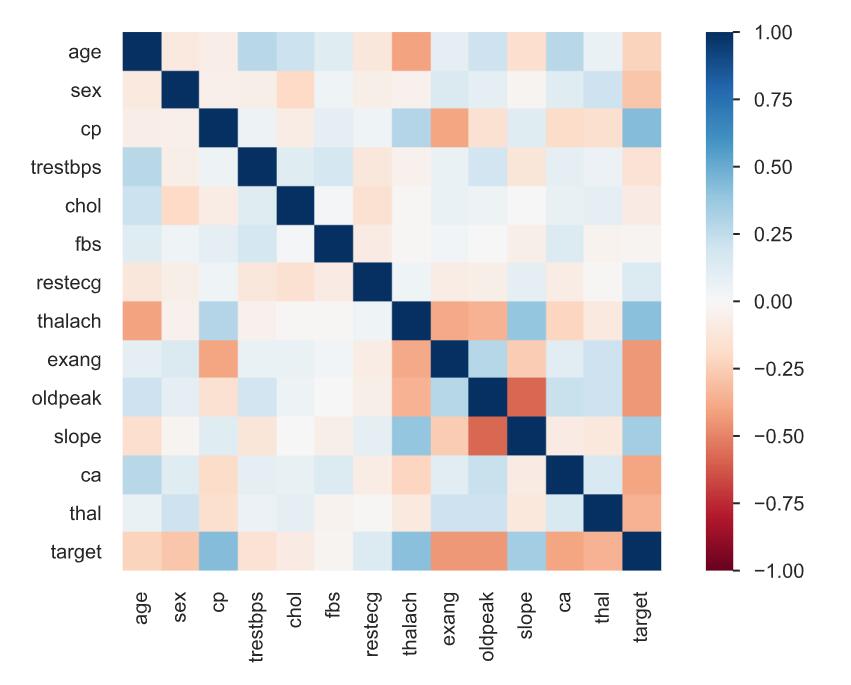 age
sex
cp
trestbps
chol
fbs
restecg
thalach
exang
oldpeak
slope
ca
thal
target
age
sex
cp
trestbps
chol
fbs
restecg
thalach
exang
oldpeak
slope
ca
thal
target
1.00
0.75
0.50
0.25
0.00
−0.25
−0.50
−0.75
−1.00